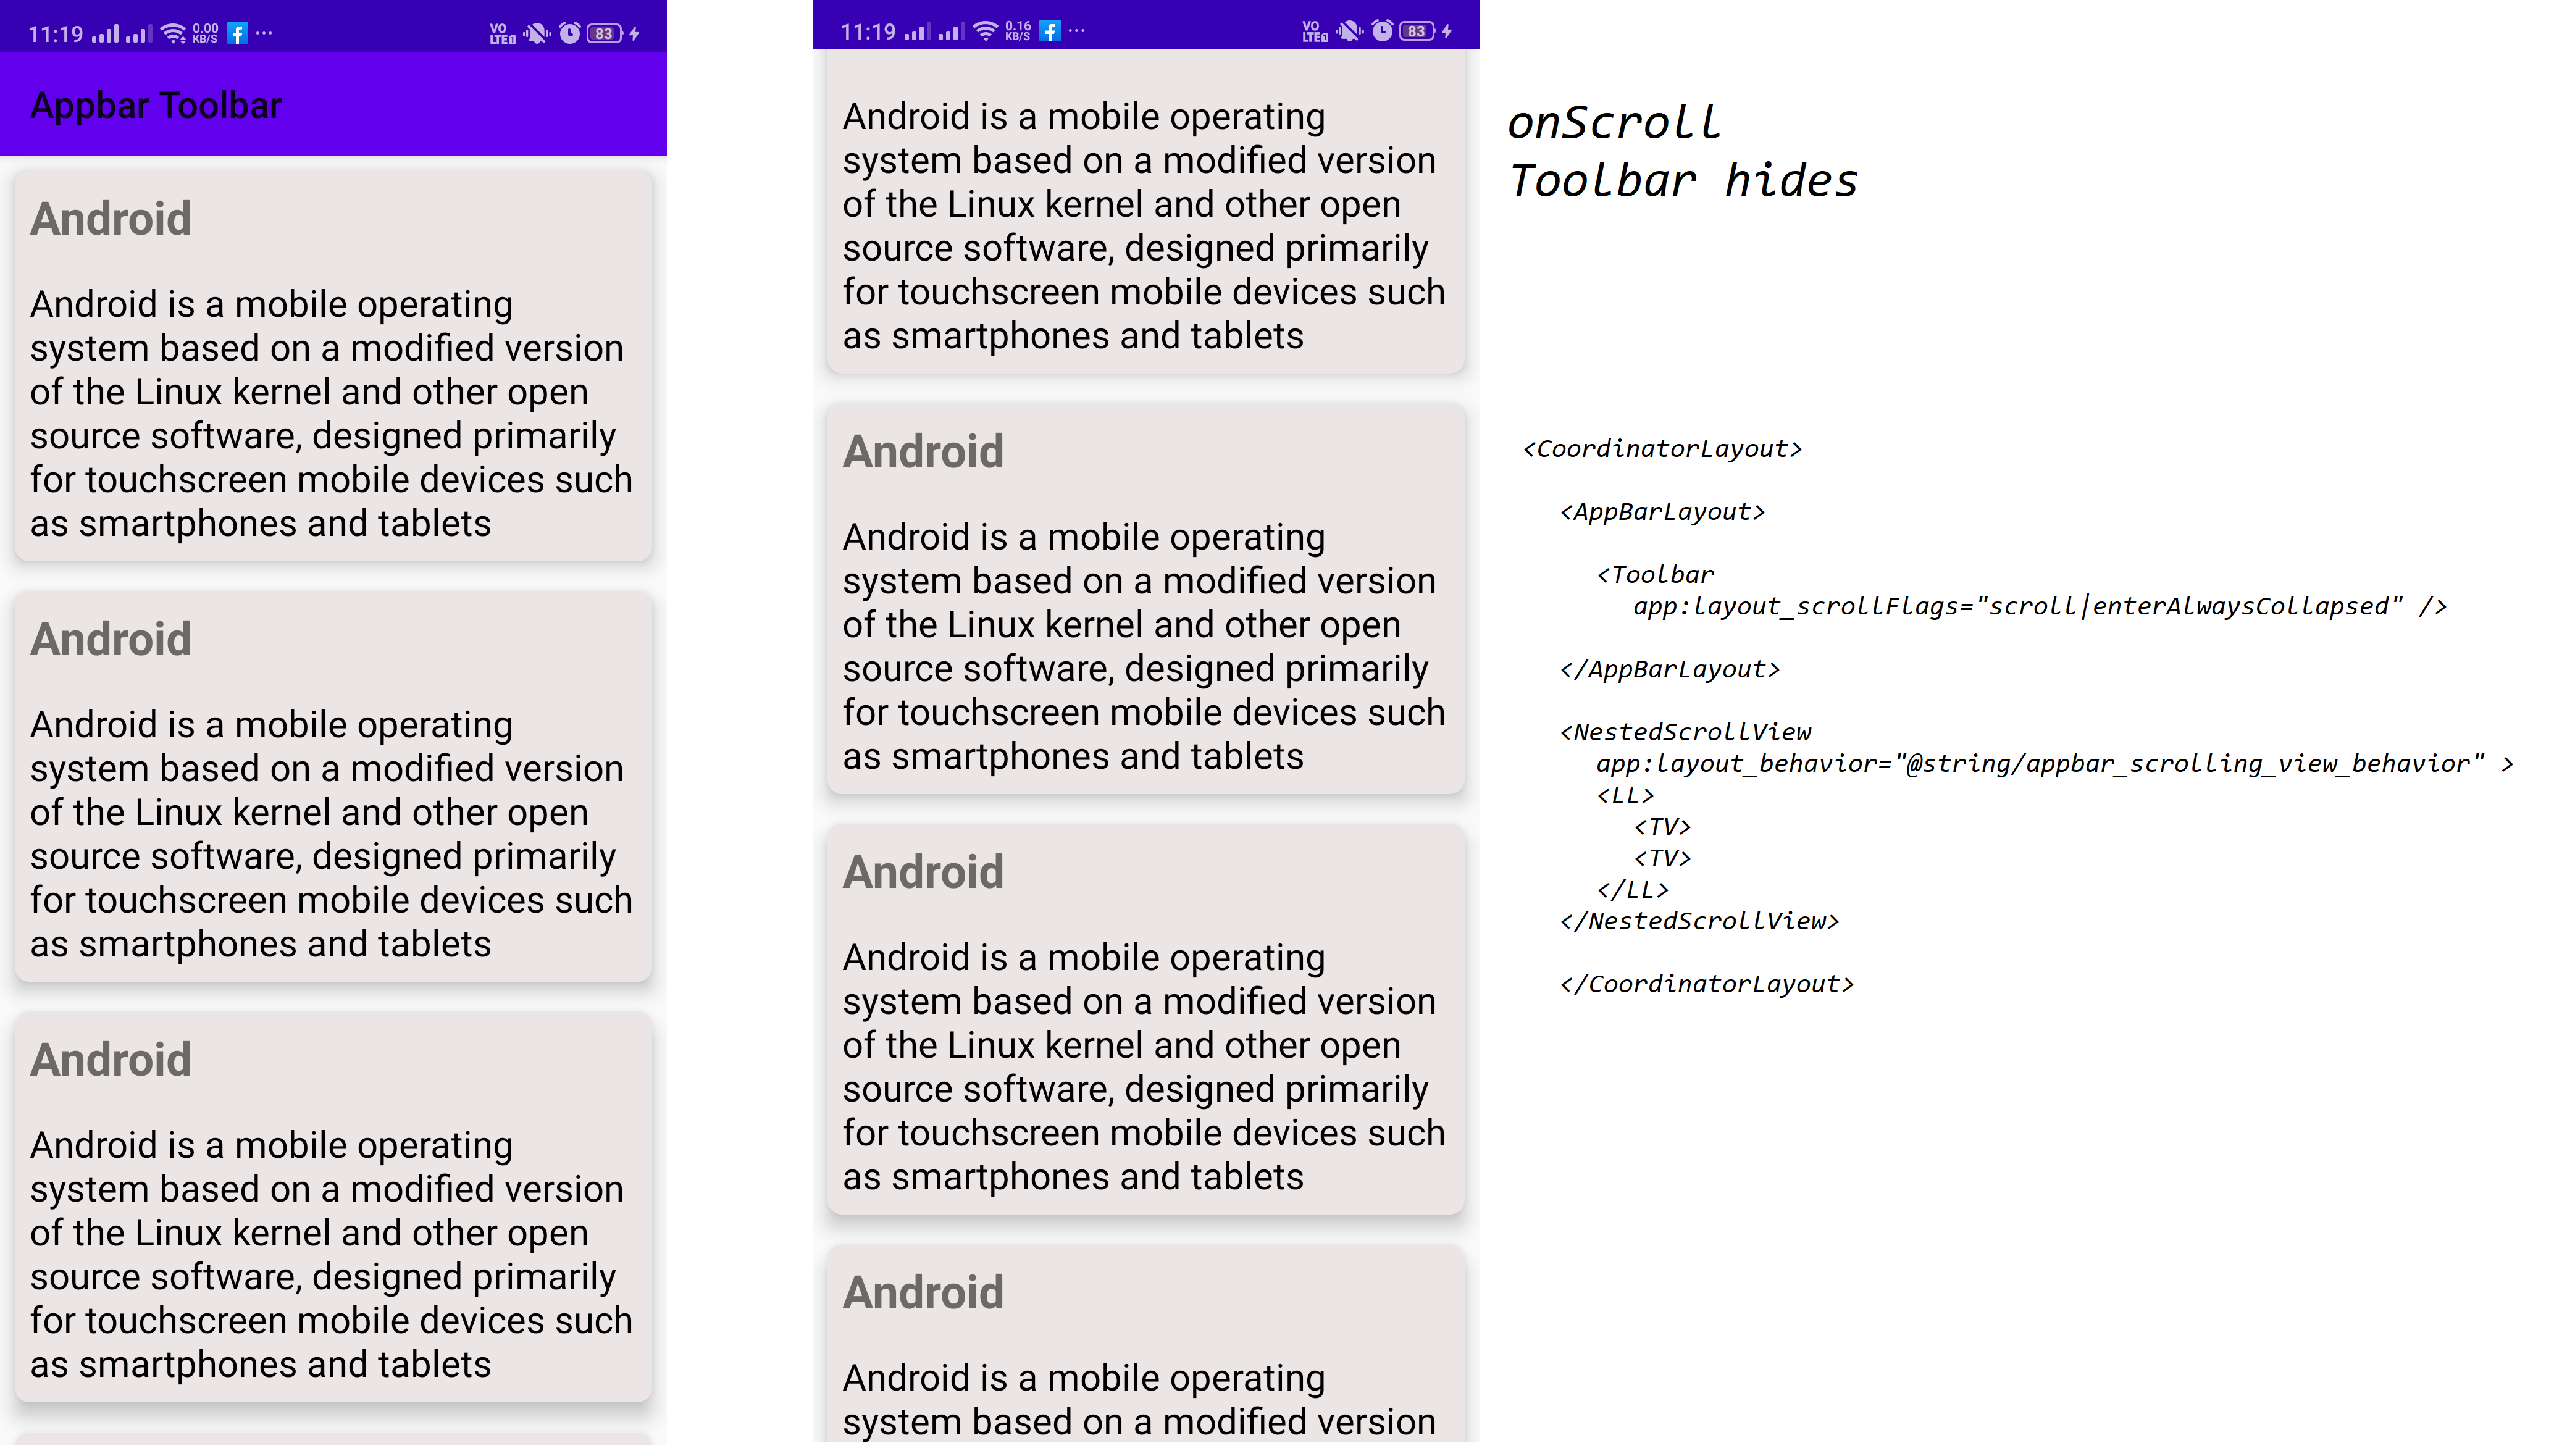 11:19 0.00 KB/S f ... VO LTE1 83
Appbar Toolbar
Android
Android is a mobile operating
system based on a modified version
of the Linux kernel and other open
source software, designed primarily
for touchscreen mobile devices such
as smartphones and tablets
Android
Android is a mobile operating
system based on a modified version
of the Linux kernel and other open
source software, designed primarily
for touchscreen mobile devices such
as smartphones and tablets
Android
Android is a mobile operating
system based on a modified version
of the Linux kernel and other open
source software, designed primarily
for touchscreen mobile devices such
as smartphones and tablets
11:19 0.16 KB/S f ... VO LTE1 83
Android is a mobile operating
system based on a modified version
of the Linux kernel and other open
source software, designed primarily
for touchscreen mobile devices such
as smartphones and tablets
Android
Android is a mobile operating
system based on a modified version
of the Linux kernel and other open
source software, designed primarily
for touchscreen mobile devices such
as smartphones and tablets
Android
Android is a mobile operating
system based on a modified version
of the Linux kernel and other open
source software, designed primarily
for touchscreen mobile devices such
as smartphones and tablets
Android
Android is a mobile operating
system based on a modified version
onScroll
Toolbar hides
<CoordinatorLayout>
<AppBarLayout>
<Toolbar
app:layout_scrollFlags="scroll|enterAlwaysCollapsed" />
</AppBarLayout>
<NestedScrollView
app:layout_behavior="@string/appbar_scrolling_view_behavior" >
<LL>
<TV>
<TV>
</LL>
</NestedScrollView>
</CoordinatorLayout>